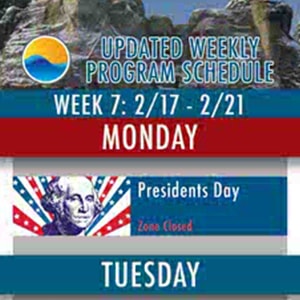 UPDATED WEEKLY
PROGRAM SCHEDULE
WEEK 7: 2/17 - 2/21
MONDAY
Presidents Day
Zone Closed
TUESDAY